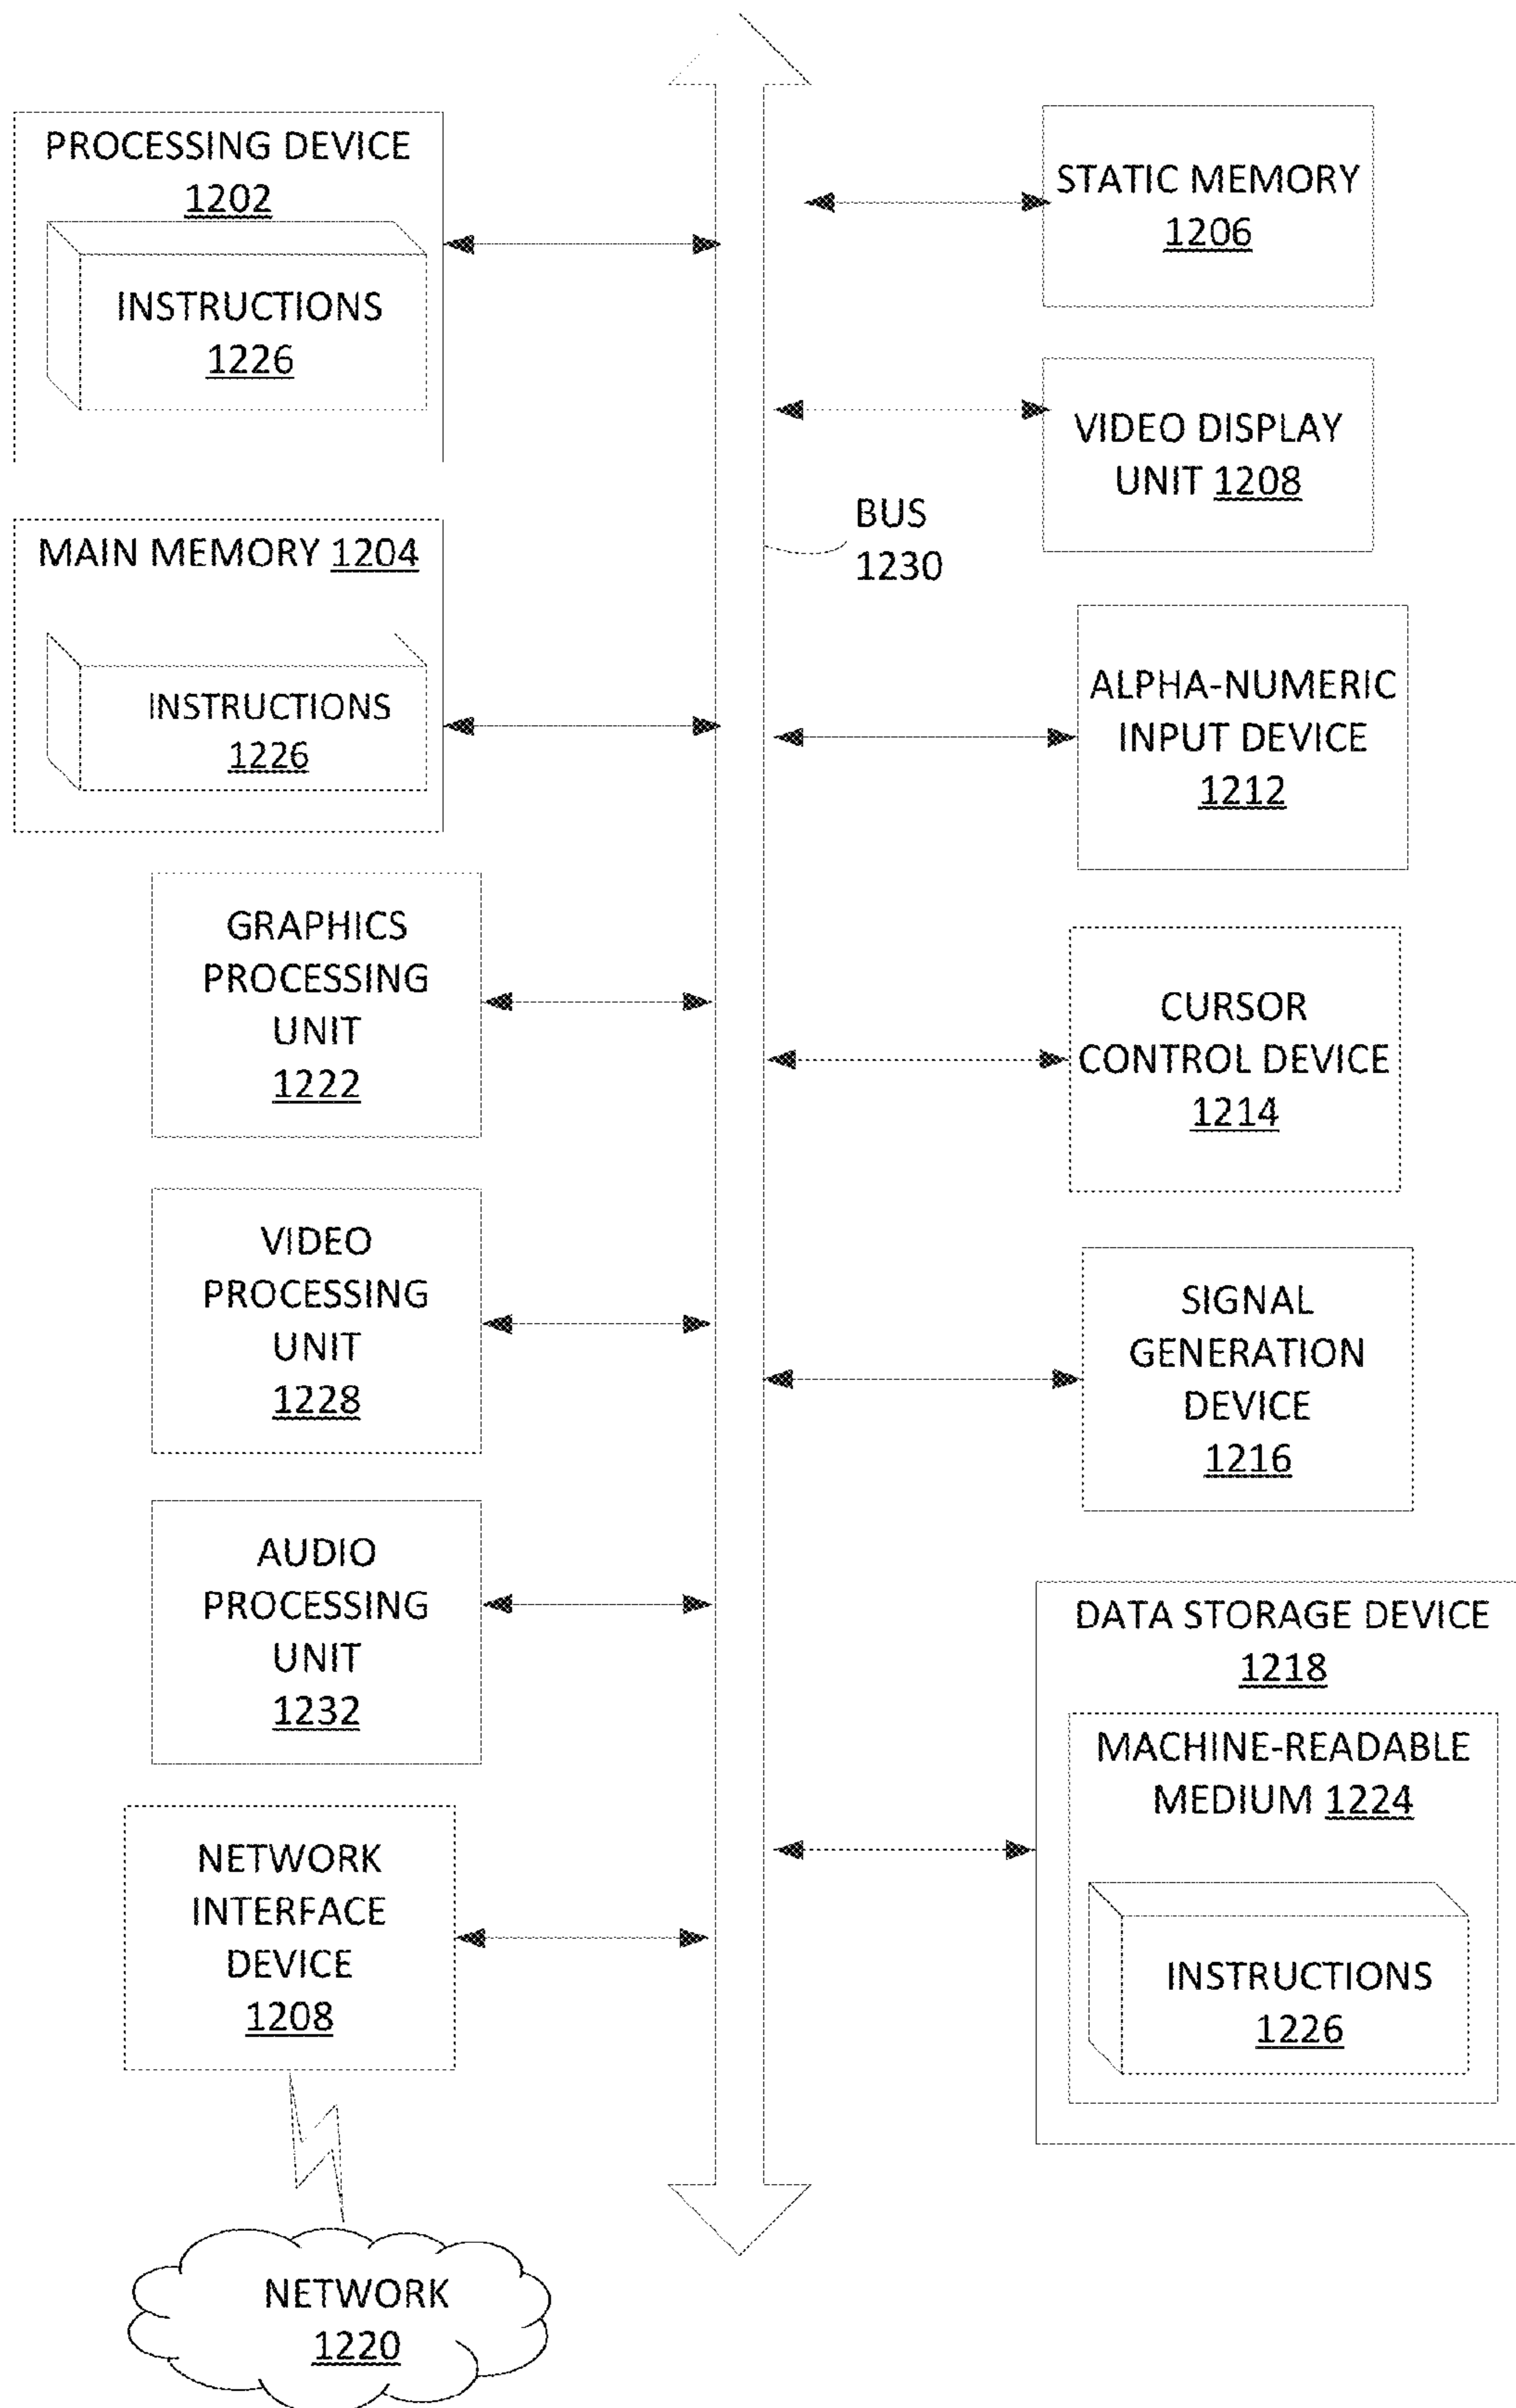 PROCESSING DEVICE
1202
INSTRUCTIONS
1226
MAIN MEMORY 1204
INSTRUCTIONS
1226
GRAPHICS
PROCESSING
UNIT
1222
VIDEO
PROCESSING
UNIT
1228
AUDIO
PROCESSING
UNIT
1232
NETWORK
INTERFACE
DEVICE
1208
NETWORK
1220
BUS
1230
STATIC MEMORY
1206
VIDEO DISPLAY
UNIT 1208
ALPHA-NUMERIC
INPUT DEVICE
1212
CURSOR
CONTROL DEVICE
1214
SIGNAL
GENERATION
DEVICE
1216
DATA STORAGE DEVICE
1218
MACHINE-READABLE
MEDIUM 1224
INSTRUCTIONS
1226